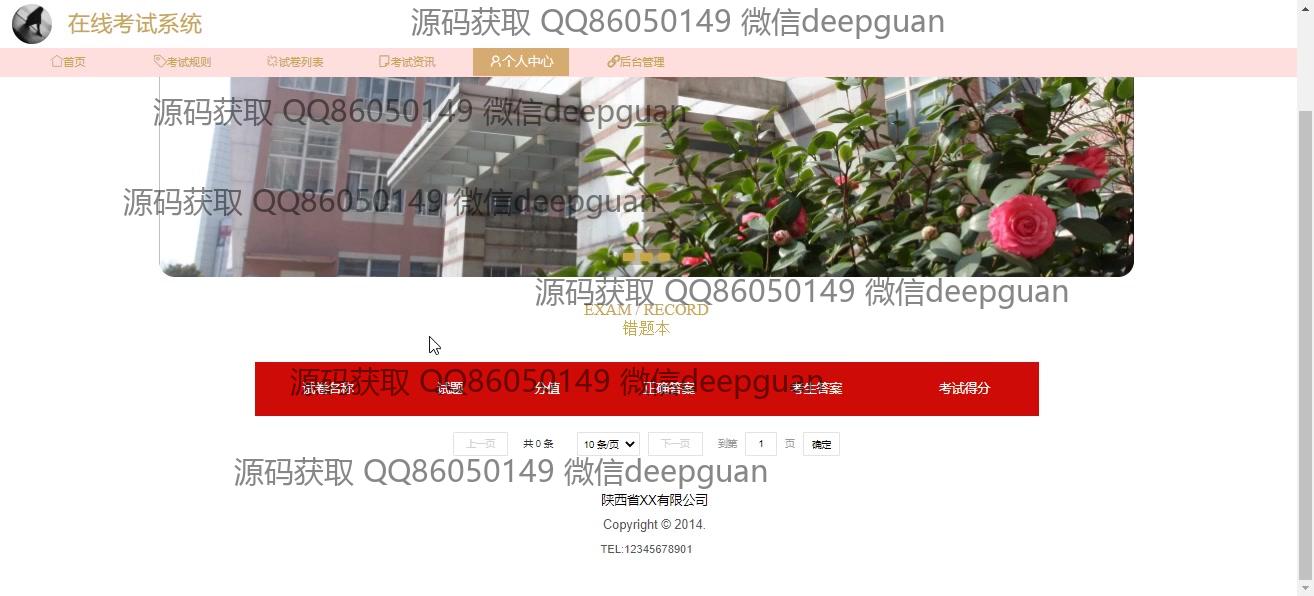 在线考试系统
源码获取 QQ86050149 微信deepguan
首页 考试规则 试卷列表 考试资讯 个人中心 后台管理
源码获取 QQ86050149 微信deepguan
源码获取 QQ86050149 微信deepguan
源码获取 QQ86050149 微信deepguan
EXAM / RECORD
错题本
源码获取 QQ86050149 微信deepguan
试卷名称 试题 分值 正确答案 考生答案 考试得分
上一页 共 0 条 10 条/页 下一页 到第 1 页 确定
源码获取 QQ86050149 微信deepguan
陕西省XX有限公司
Copyright © 2014.
TEL:12345678901